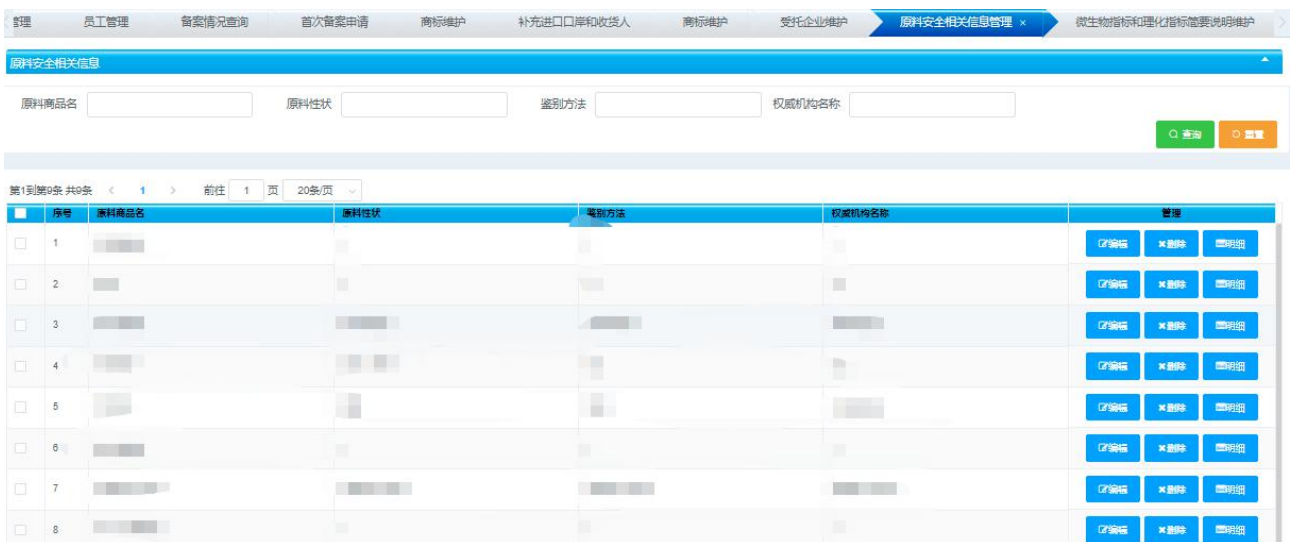 管理 员工管理 备案情况查询 首次备案申请 商标维护 补充进口口岸和收货人 商标维护 受托企业维护 原料安全相关信息管理 × 微生物指标和理化指标简要说明维护
原料安全相关信息
原料商品名 原料性状 鉴别方法 权威机构名称
查询 重置
第1到第9条 共9条 < 1 > 前往 1 页 20条/页
序号 原料商品名 原料性状 鉴别方法 权威机构名称 管理
1 编辑 删除 明细
2 编辑 删除 明细
3 编辑 删除 明细
4 编辑 删除 明细
5 编辑 删除 明细
6 编辑 删除 明细
7 编辑 删除 明细
8 编辑 删除 明细